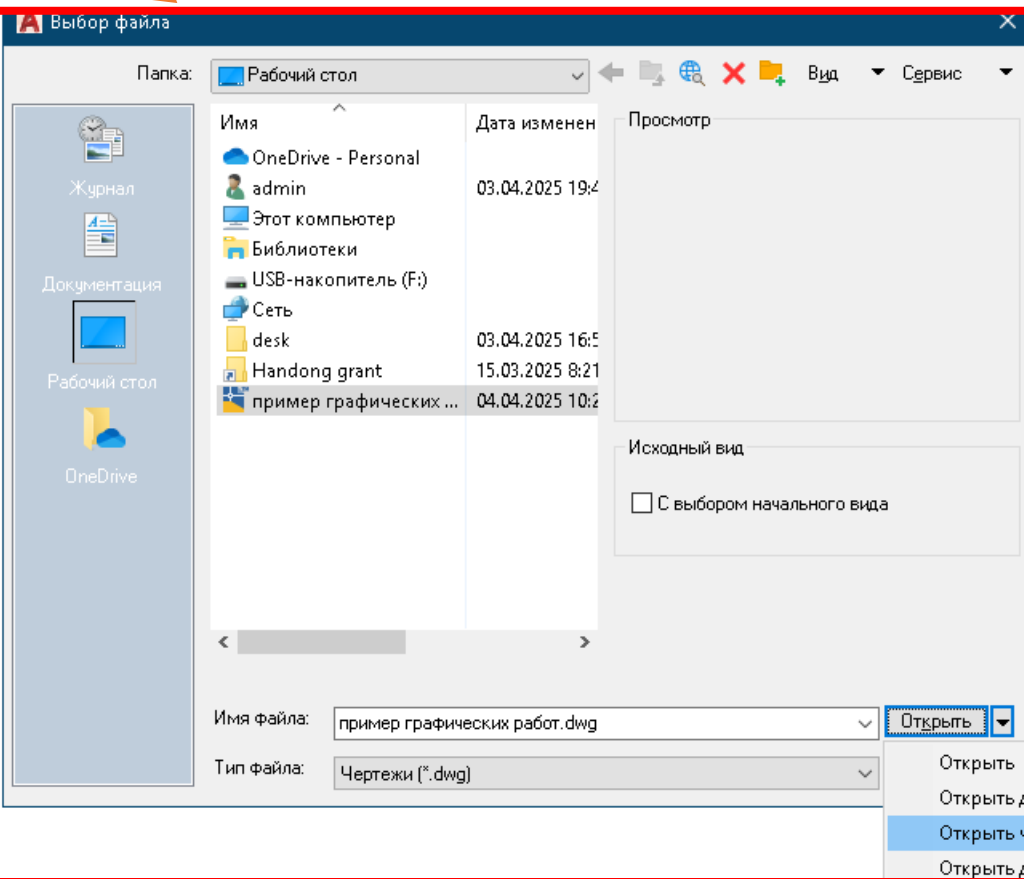 Выбор файла
Папка:
Рабочий стол
Вид
Сервис
Журнал
Документация
Рабочий стол
OneDrive
Имя
Дата изменен
OneDrive - Personal
admin 03.04.2025 19:4
Этот компьютер
Библиотеки
USB-накопитель (F:)
Сеть
desk 03.04.2025 16:5
Handong grant 15.03.2025 8:21
пример графических ... 04.04.2025 10:2
Просмотр
Исходный вид
С выбором начального вида
Имя файла: пример графических работ.dwg
Открыть
Тип файла: Чертежи (*.dwg)
Открыть
Открыть
Открыть
Открыть